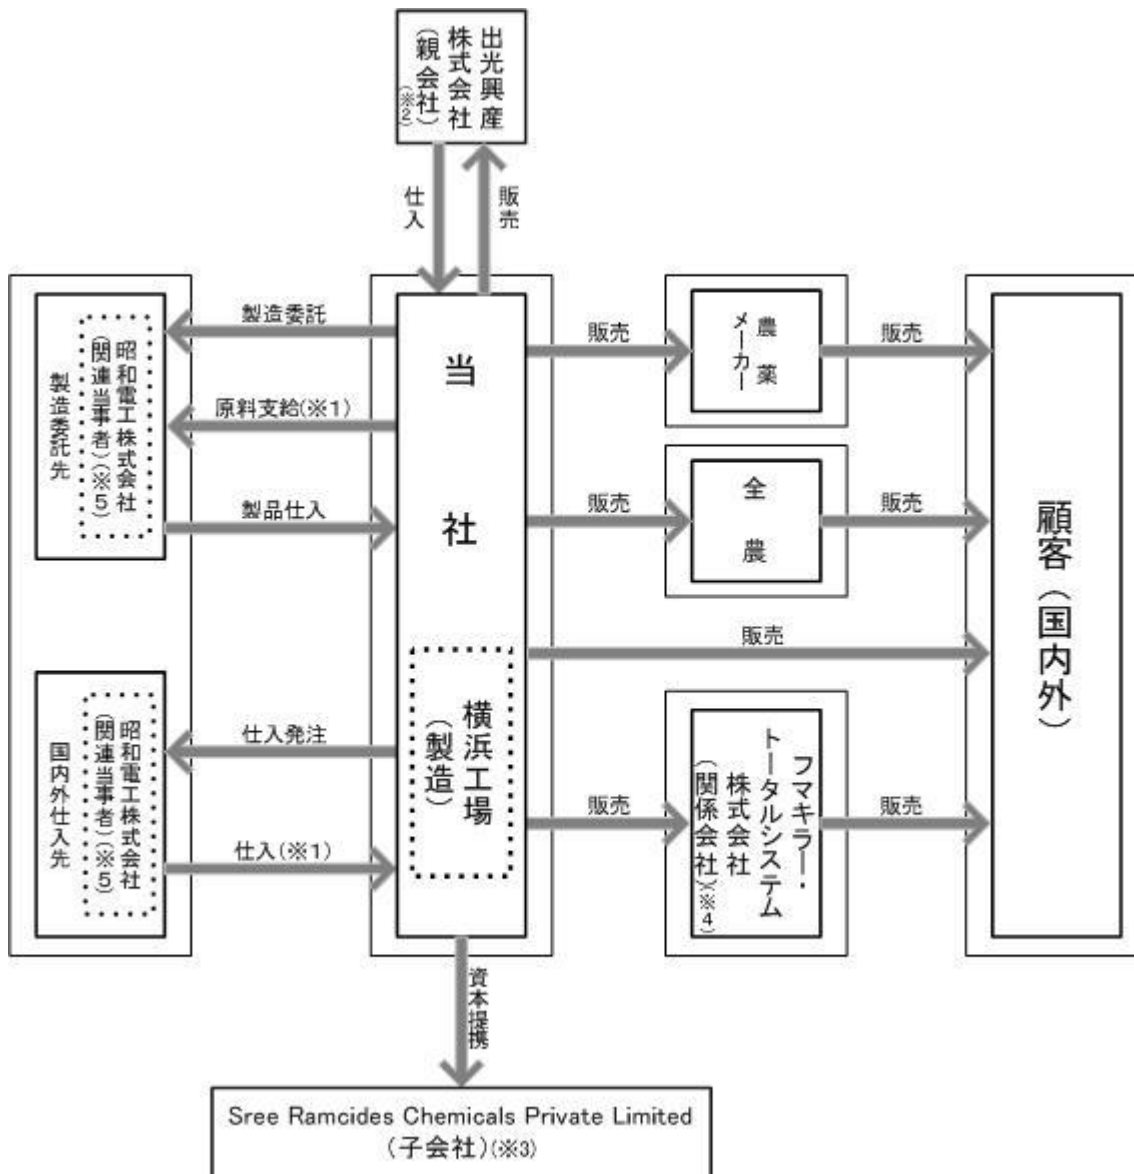 出光興産
株式会社
(親会社)
(※2)
仕入
販売
製造委託先
昭和電工株式会社
(関連当事者)(※5)
製造委託
原料支給(※1)
製品仕入
国内外仕入先
昭和電工株式会社
(関連当事者)(※5)
仕入発注
仕入(※1)
当社
横浜工場
(製造)
販売
農薬
メーカー
販売
販売
全農
販売
販売
販売
フマキラー・
トータルシステム
株式会社
(関係会社)(※4)
販売
顧客(国内外)
資本提携
Sree Ramcides Chemicals Private Limited
(子会社)(※3)